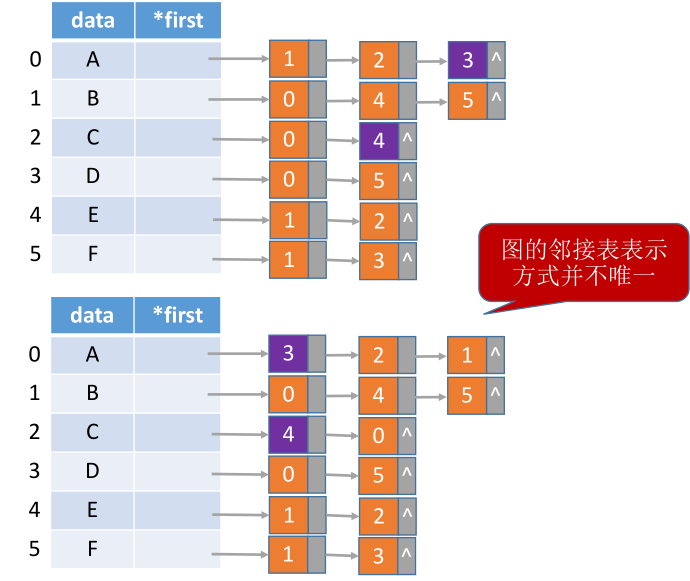 data *first
0 A 1 2 3 ^
1 B 0 4 5 ^
2 C 0 4 ^
3 D 0 5 ^
4 E 1 2 ^
5 F 1 3 ^
图的邻接表表示
方式并不唯一
data *first
0 A 3 2 1 ^
1 B 0 4 5 ^
2 C 4 0 ^
3 D 0 5 ^
4 E 1 2 ^
5 F 1 3 ^